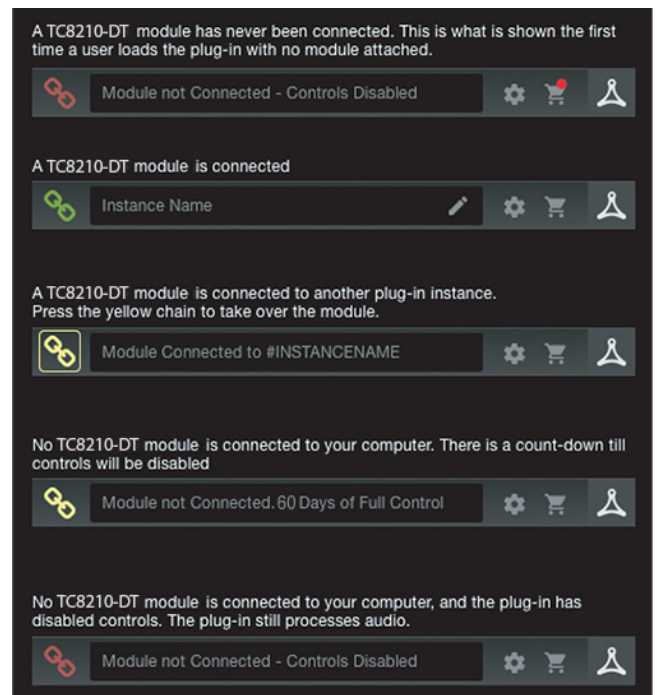 A TC8210-DT module has never been connected. This is what is shown the first
time a user loads the plug-in with no module attached.
Module not Connected - Controls Disabled
A TC8210-DT module is connected
Instance Name
A TC8210-DT module is connected to another plug-in instance.
Press the yellow chain to take over the module.
Module Connected to #INSTANCENAME
No TC8210-DT module is connected to your computer. There is a count-down till
controls will be disabled
Module not Connected. 60 Days of Full Control
No TC8210-DT module is connected to your computer, and the plug-in has
disabled controls. The plug-in still processes audio.
Module not Connected - Controls Disabled